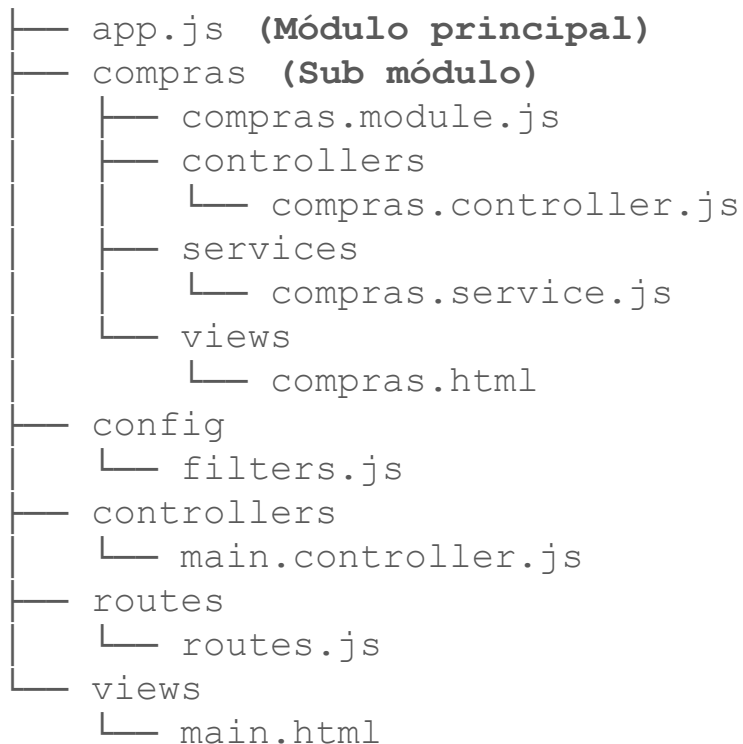 ├── app.js (Módulo principal)
├── compras (Sub módulo)
│   ├── compras.module.js
│   ├── controllers
│   │   └── compras.controller.js
│   ├── services
│   │   └── compras.service.js
│   └── views
│       └── compras.html
├── config
│   └── filters.js
├── controllers
│   └── main.controller.js
├── routes
│   └── routes.js
└── views
    └── main.html